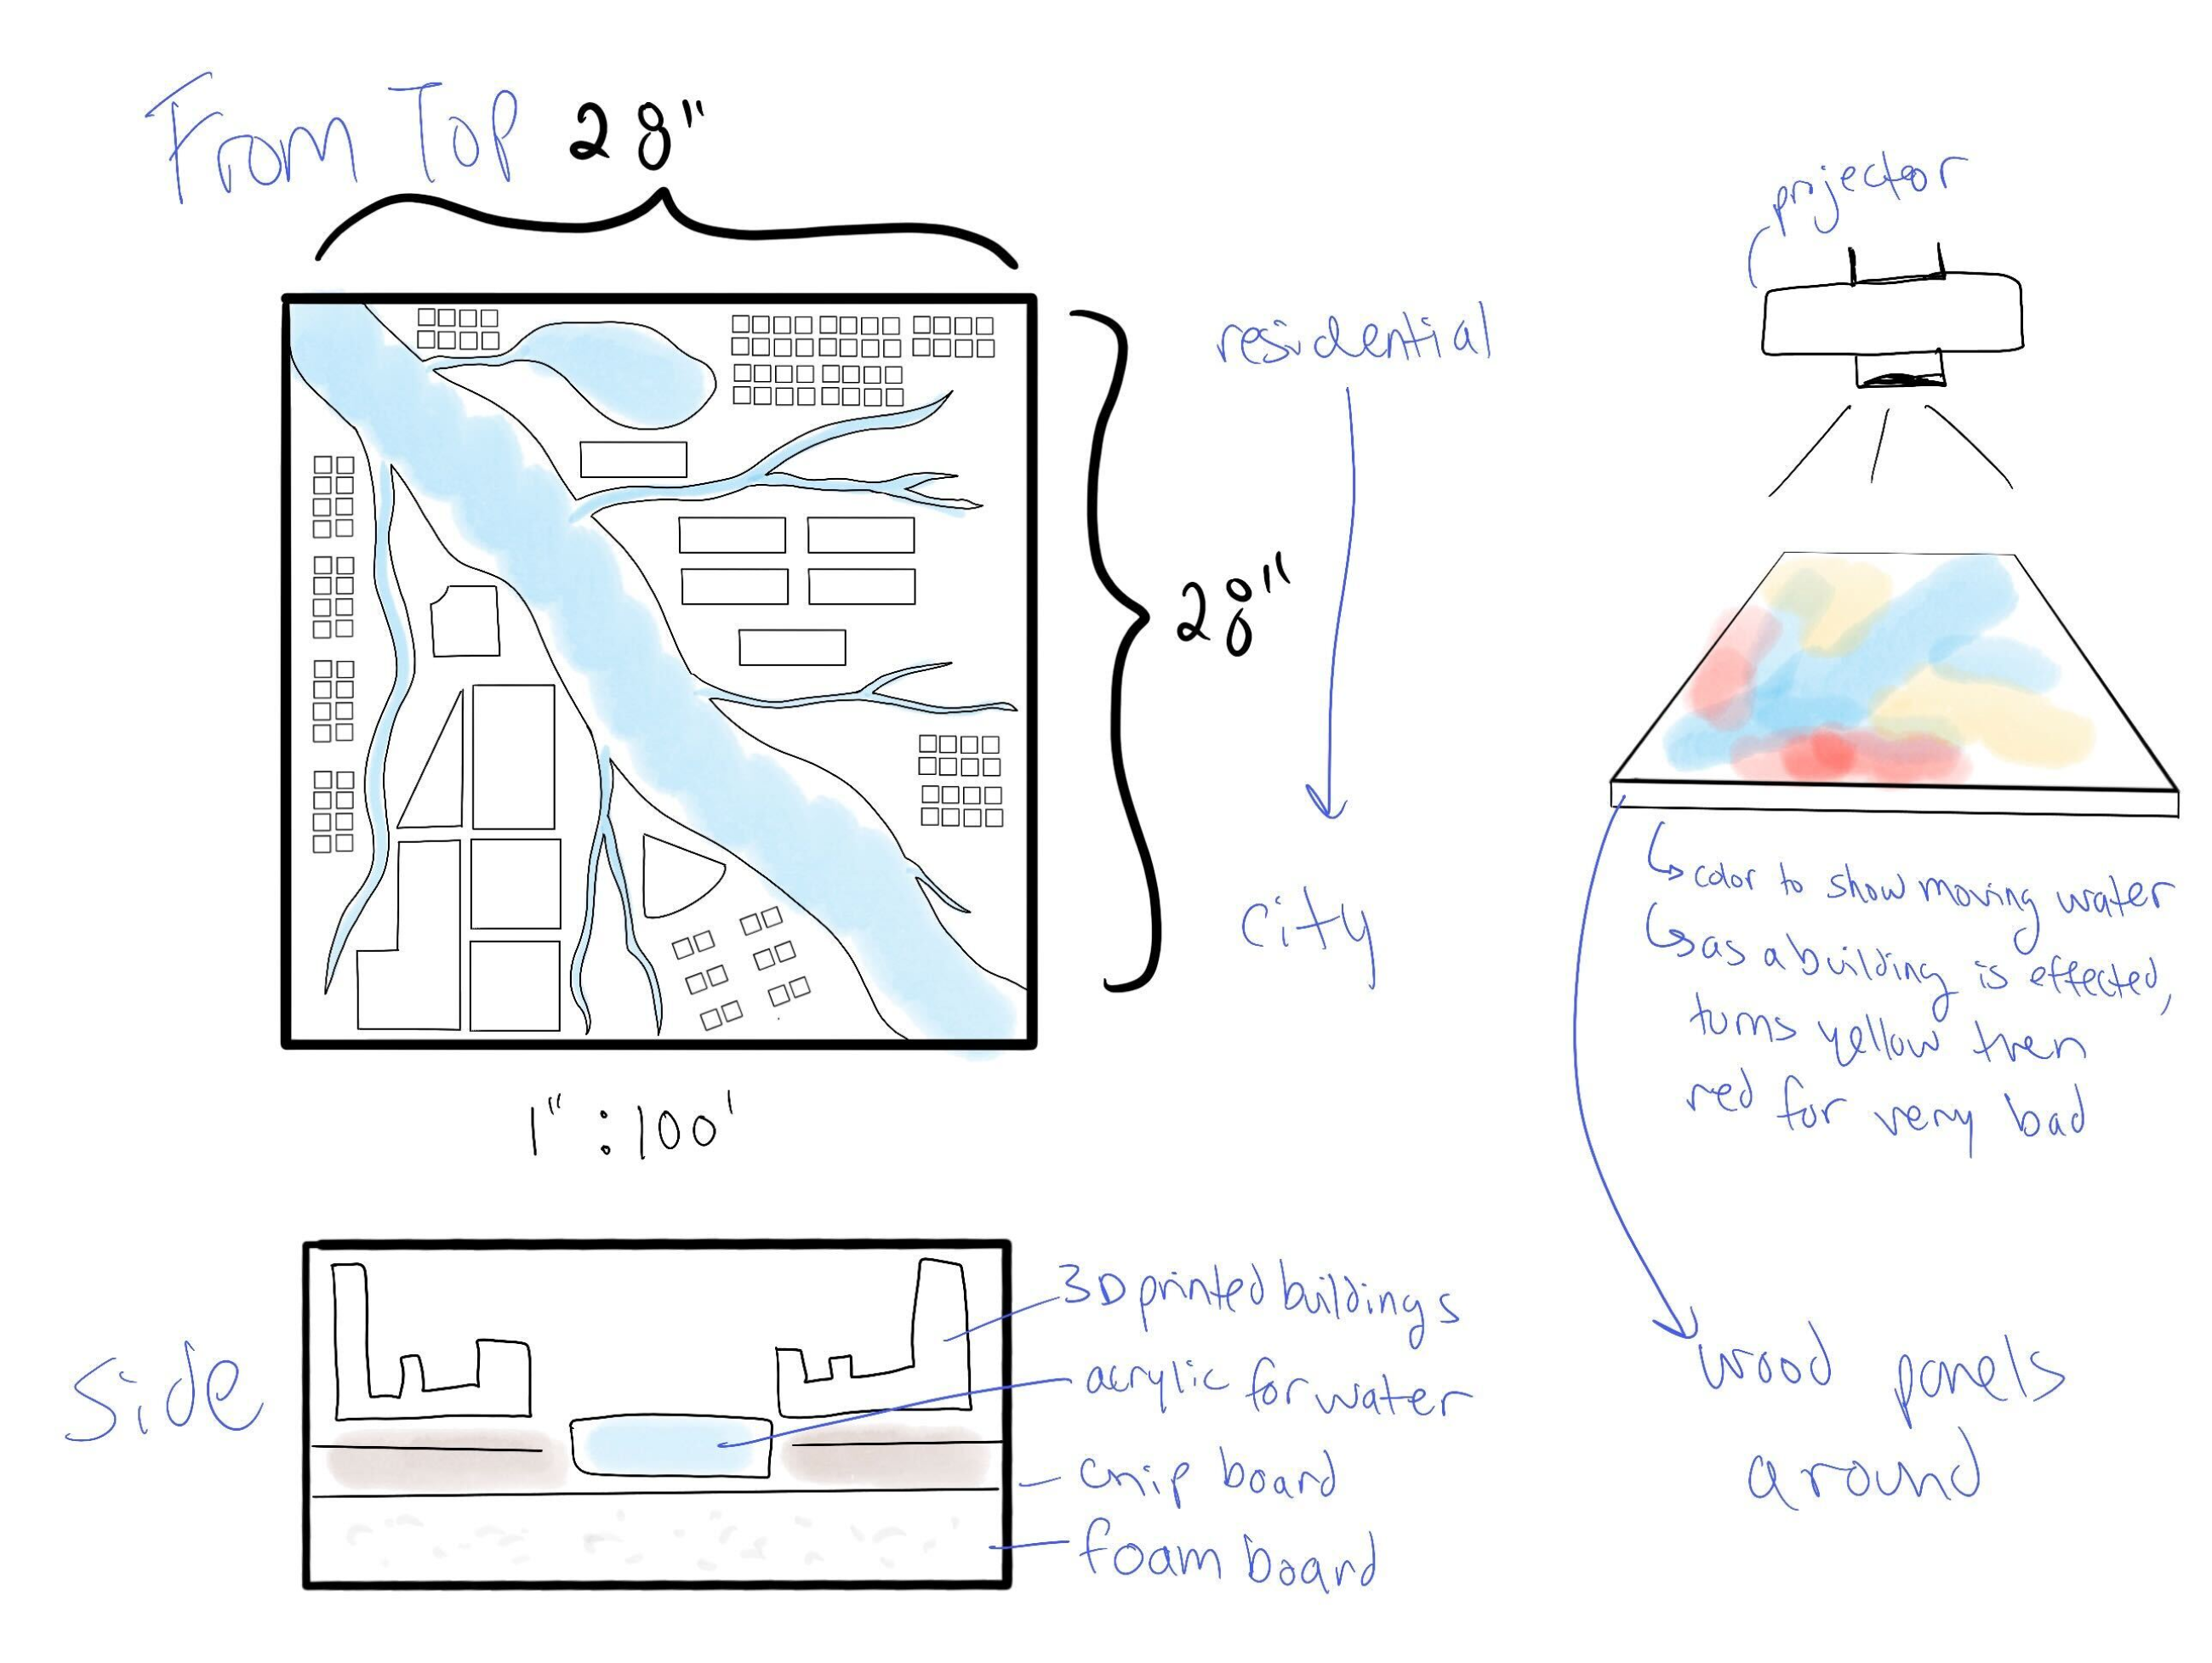 From Top 28"
28"
residential
city
1" : 100'
projector
color to show moving water
as a building is effected,
turns yellow then
red for very bad
wood panels
around
Side
3D printed buildings
acrylic for water
chip board
foam board